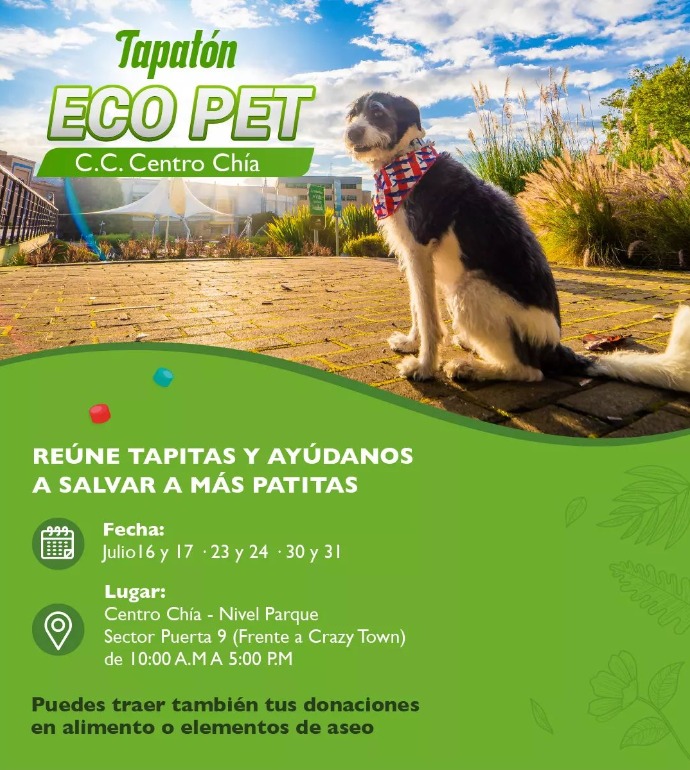 Tapatón
ECO PET
C.C. Centro Chía
REÚNE TAPITAS Y AYÚDANOS
A SALVAR A MÁS PATITAS
Fecha:
Julio16 y 17 · 23 y 24 · 30 y 31
Lugar:
Centro Chía - Nivel Parque
Sector Puerta 9 (Frente a Crazy Town)
de 10:00 A.M A 5:00 P.M
Puedes traer también tus donaciones
en alimento o elementos de aseo